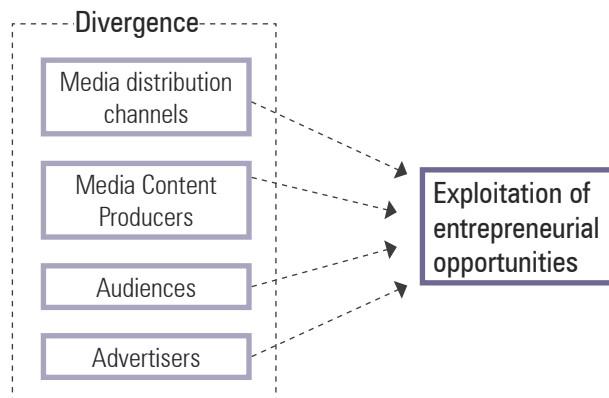 Divergence
Media distribution
channels
Media Content
Producers
Audiences
Advertisers
Exploitation of
entrepreneurial
opportunities